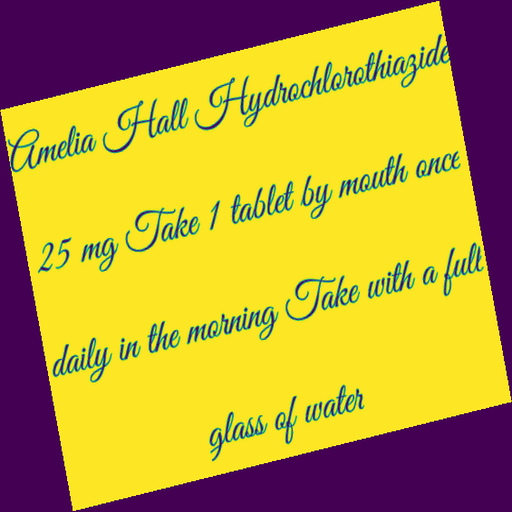 Amelia Hall Hydrochlorothiazide
25 mg Take 1 tablet by mouth once
daily in the morning Take with a full
glass of water